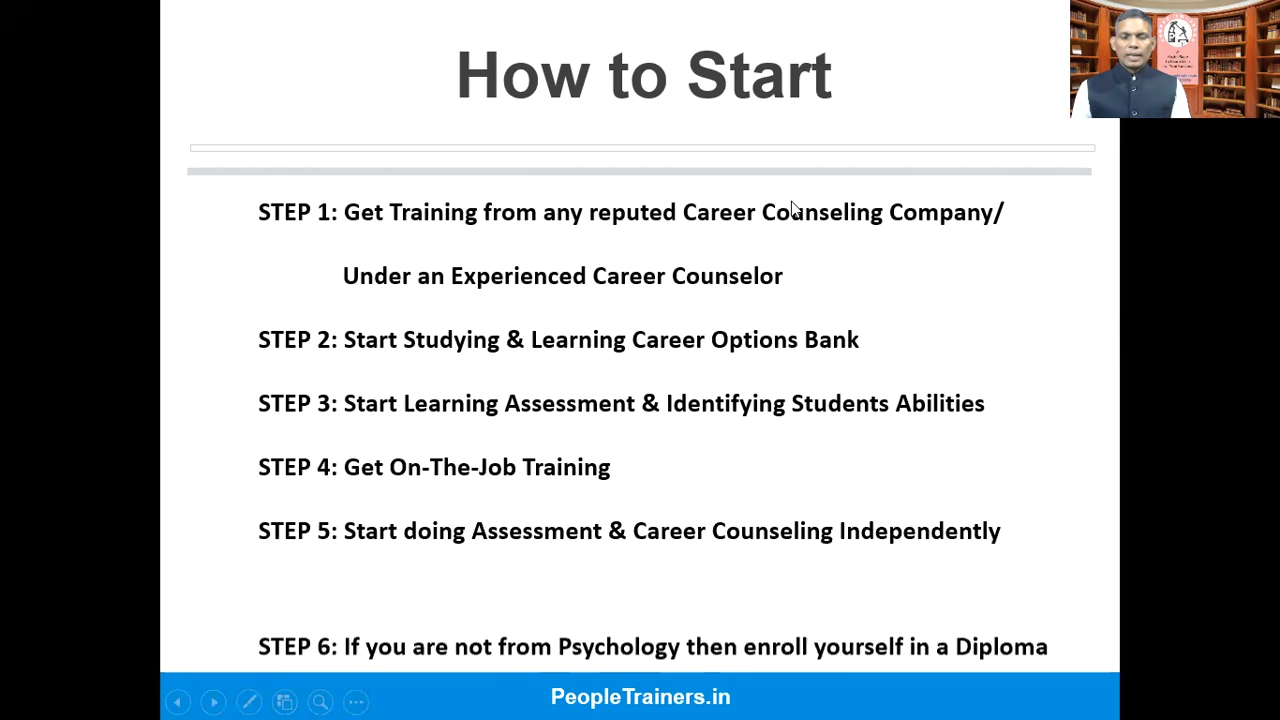 How to Start
STEP 1: Get Training from any reputed Career Counseling Company/
Under an Experienced Career Counselor
STEP 2: Start Studying & Learning Career Options Bank
STEP 3: Start Learning Assessment & Identifying Students Abilities
STEP 4: Get On-The-Job Training
STEP 5: Start doing Assessment & Career Counseling Independently
STEP 6: If you are not from Psychology then enroll yourself in a Diploma
PeopleTrainers.in